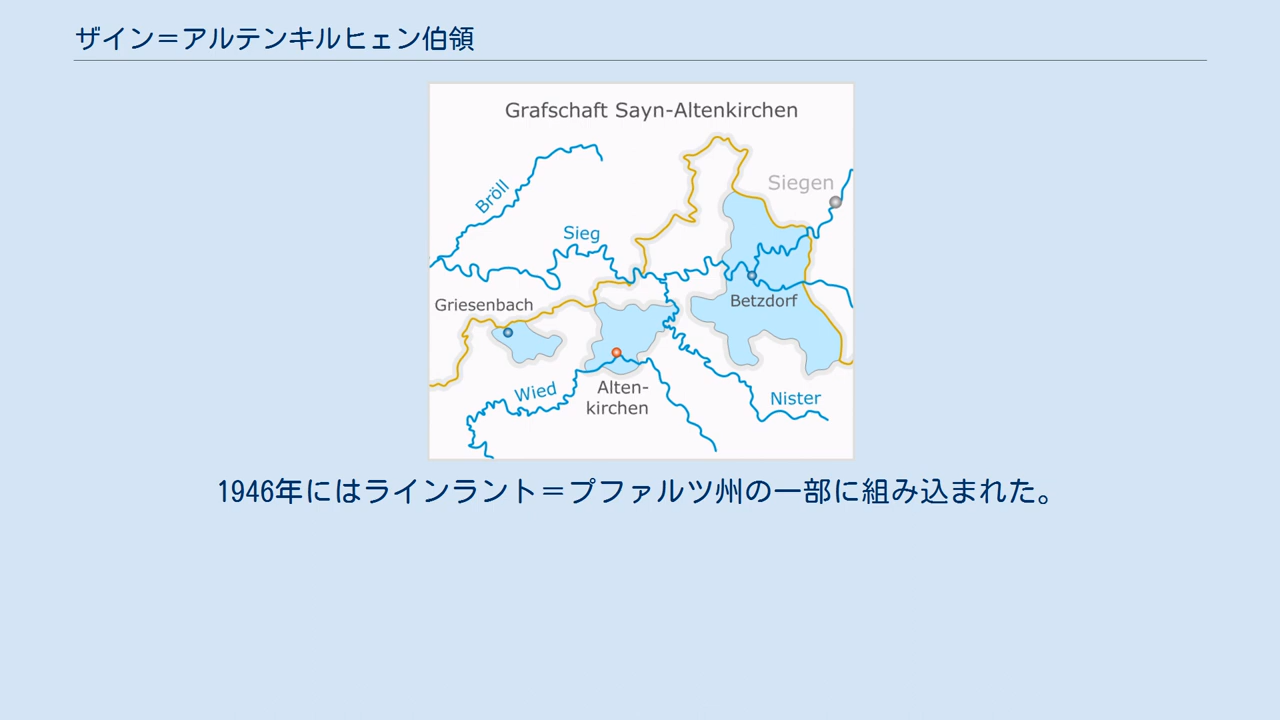 ザイン＝アルテンキルヒェン伯領
Grafschaft Sayn-Altenkirchen
Siegen
Bröll
Sieg
Griesenbach
Betzdorf
Wied
Alten-
kirchen
Nister
1946年にはラインラント＝プファルツ州の一部に組み込まれた。